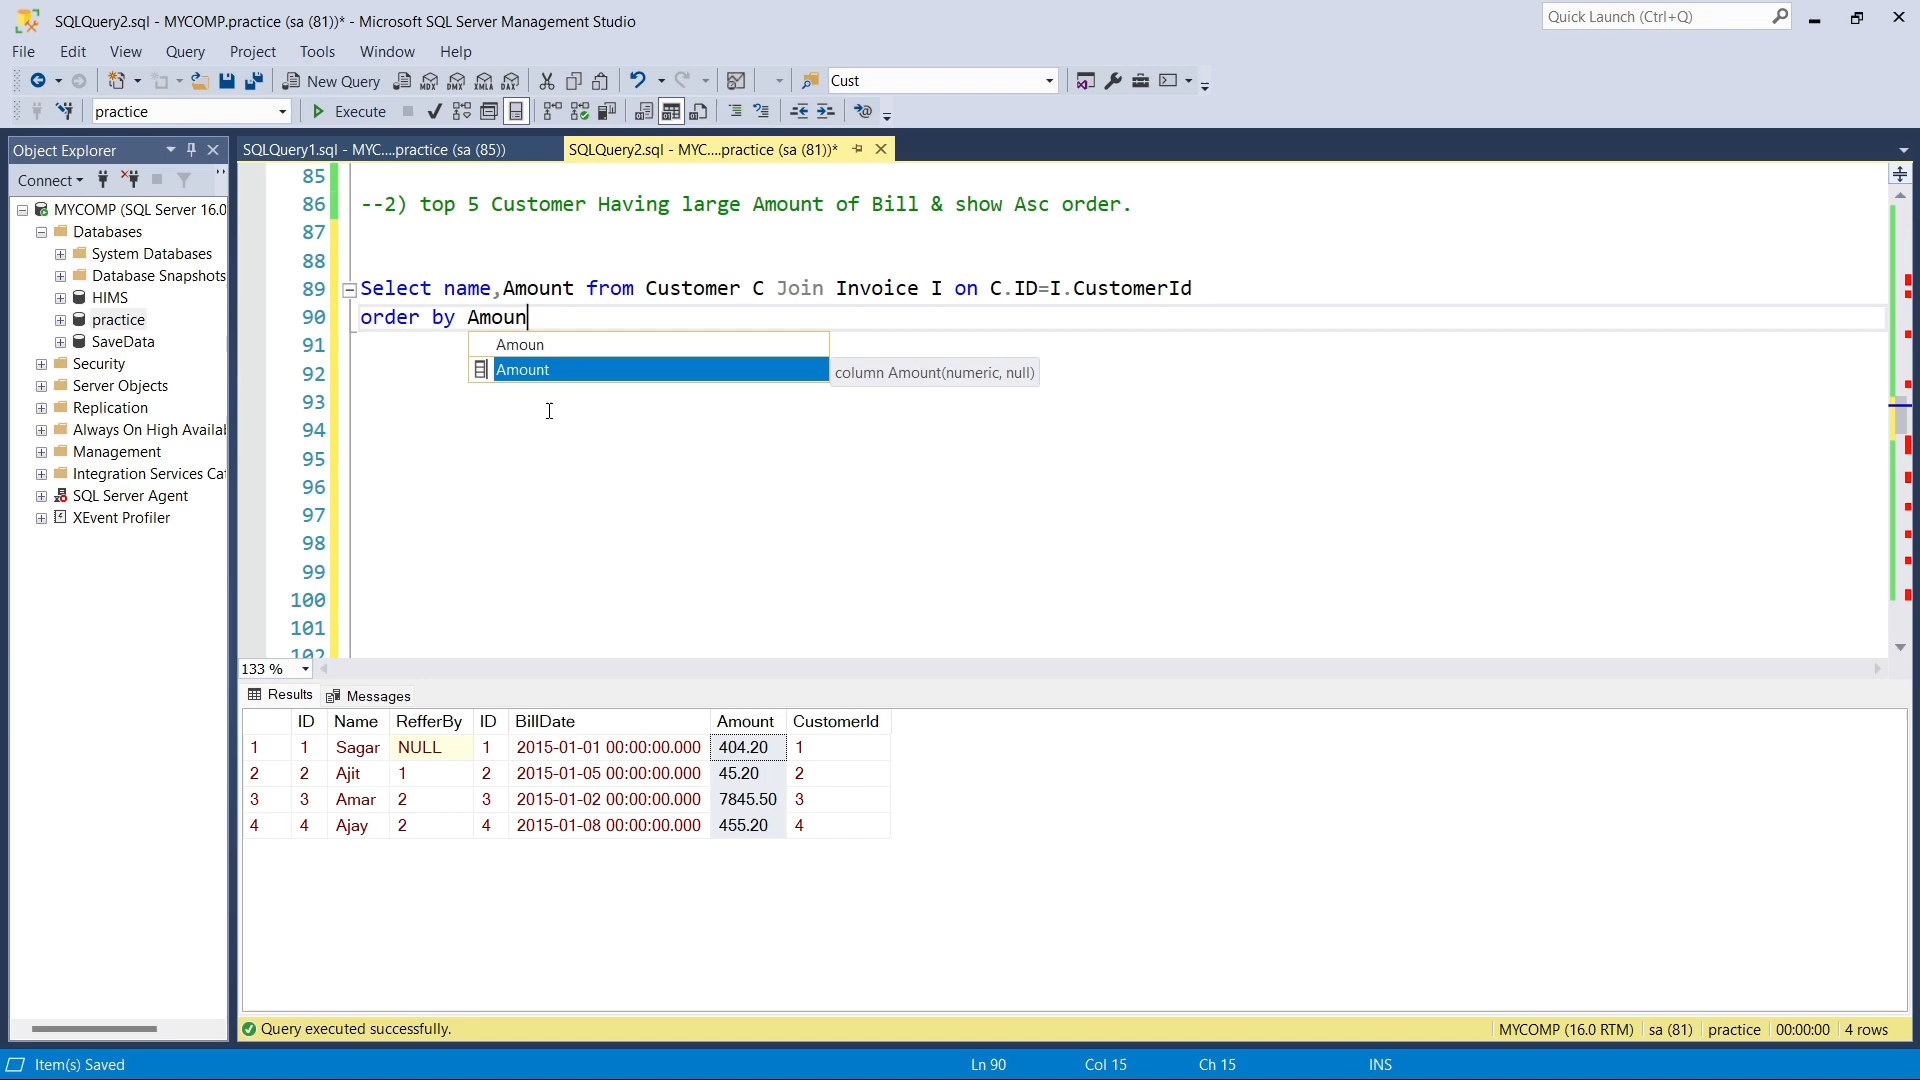 SQLQuery2.sql - MYCOMP.practice (sa (81))* - Microsoft SQL Server Management Studio
Quick Launch (Ctrl+Q)
File Edit View Query Project Tools Window Help
New Query MDX DMX XMLA DAX Cust
practice Execute
Object Explorer
SQLQuery1.sql - MYC....practice (sa (85))
SQLQuery2.sql - MYC....practice (sa (81))*
Connect
MYCOMP (SQL Server 16.0
Databases
System Databases
Database Snapshots
HIMS
practice
SaveData
Security
Server Objects
Replication
Always On High Availa
Management
Integration Services Ca
SQL Server Agent
XEvent Profiler
85
86 --2) top 5 Customer Having large Amount of Bill & show Asc order.
87
88
89 Select name,Amount from Customer C Join Invoice I on C.ID=I.CustomerId
90 order by Amoun
91
92
93
94
95
96
97
98
99
100
101
102
Amoun
Amount
column Amount(numeric, null)
133 %
Results Messages
ID Name RefferBy ID BillDate Amount CustomerId
1 1 Sagar NULL 1 2015-01-01 00:00:00.000 404.20 1
2 2 Ajit 1 2 2015-01-05 00:00:00.000 45.20 2
3 3 Amar 2 3 2015-01-02 00:00:00.000 7845.50 3
4 4 Ajay 2 4 2015-01-08 00:00:00.000 455.20 4
Query executed successfully.
MYCOMP (16.0 RTM) sa (81) practice 00:00:00 4 rows
Item(s) Saved Ln 90 Col 15 Ch 15 INS